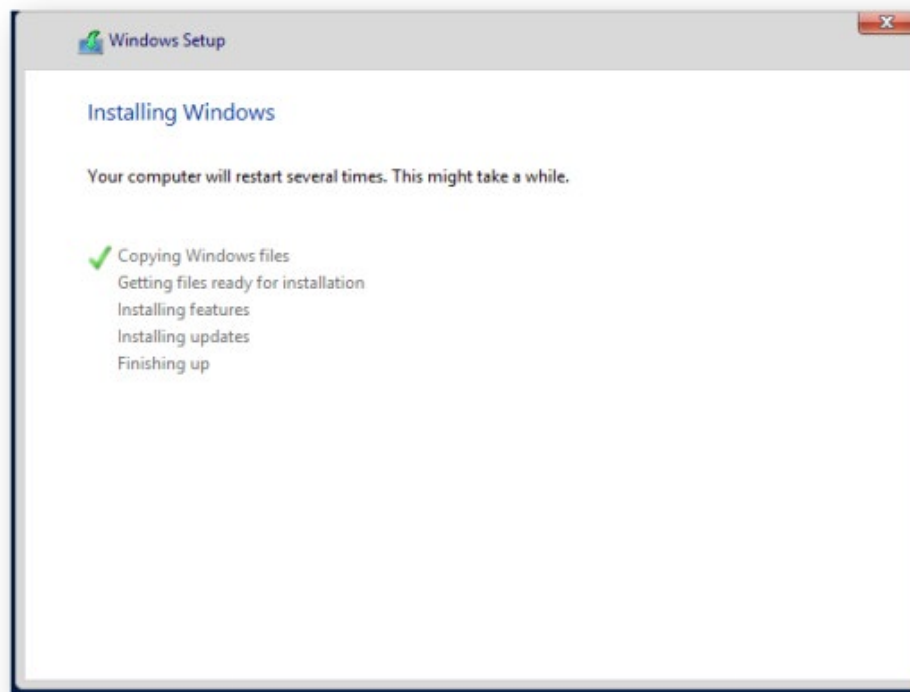 Windows Setup
Installing Windows
Your computer will restart several times. This might take a while.
Copying Windows files
Getting files ready for installation
Installing features
Installing updates
Finishing up